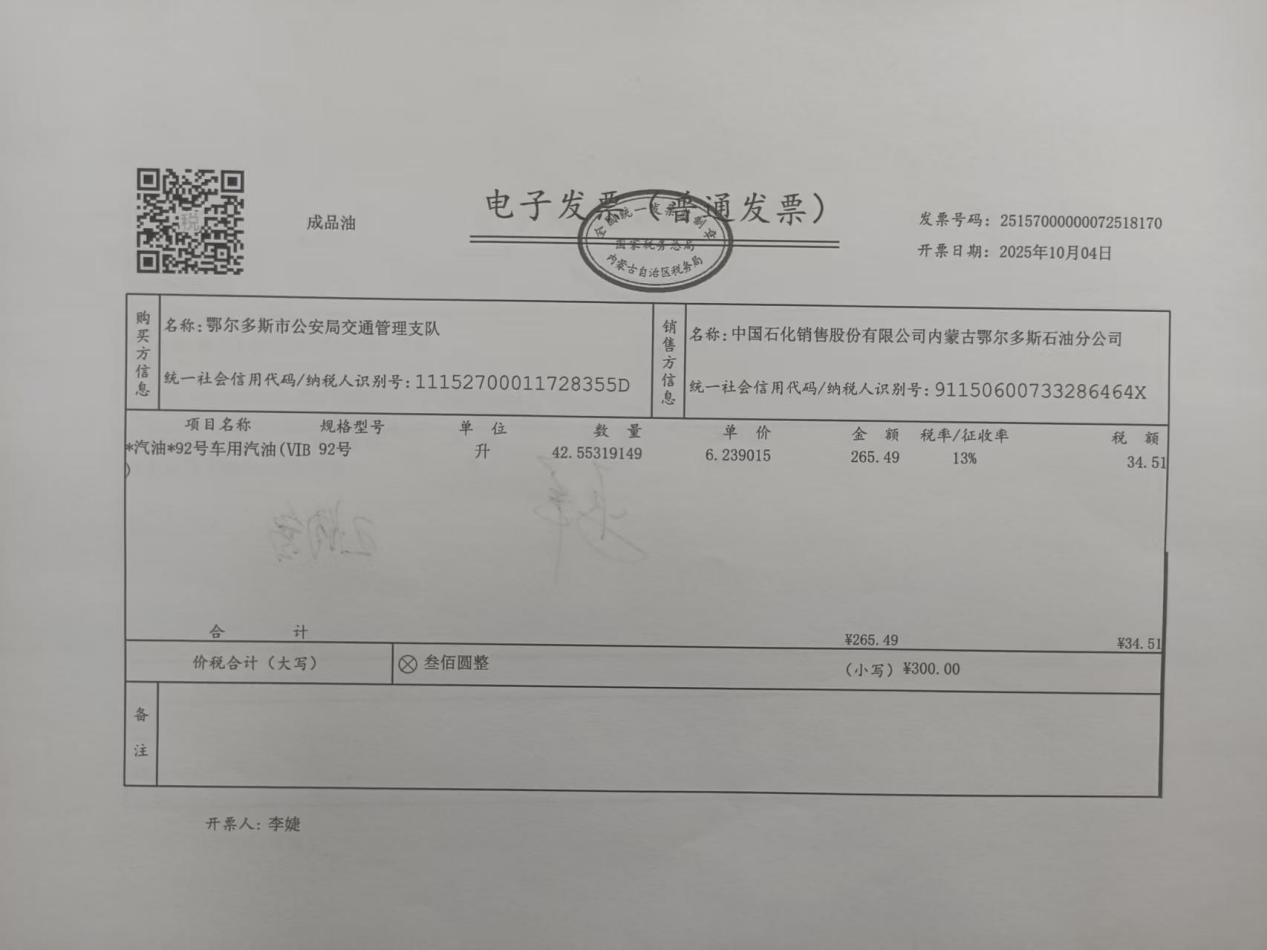 税
成品油
电子发票（普通发票）
全国统一发票监制章
国家税务总局
内蒙古自治区税务局
发票号码：25157000000072518170
开票日期：2025年10月04日
购买方信息
名称：鄂尔多斯市公安局交通管理支队
统一社会信用代码/纳税人识别号：11152700011728355D
销售方信息
名称：中国石化销售股份有限公司内蒙古鄂尔多斯石油分公司
统一社会信用代码/纳税人识别号：91150600733286464X
项目名称 规格型号 单位 数量 单价 金额 税率/征收率 税额
*汽油*92号车用汽油(VIB 92号 升 42.55319149 6.239015 265.49 13% 34.51
)
合计 ¥265.49 ¥34.51
价税合计（大写） ⊗叁佰圆整 （小写）¥300.00
备注
开票人：李婕